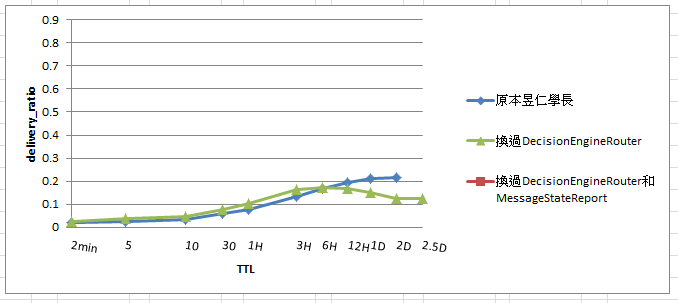 0.9
0.8
0.7
0.6
0.5
0.4
0.3
0.2
0.1
0
delivery_ratio
2min 5 10 30 1H 3H 6H 12H 1D 2D 2.5D
TTL
原本昱仁學長
換過DecisionEngineRouter
換過DecisionEngineRouter和
MessageStateReport